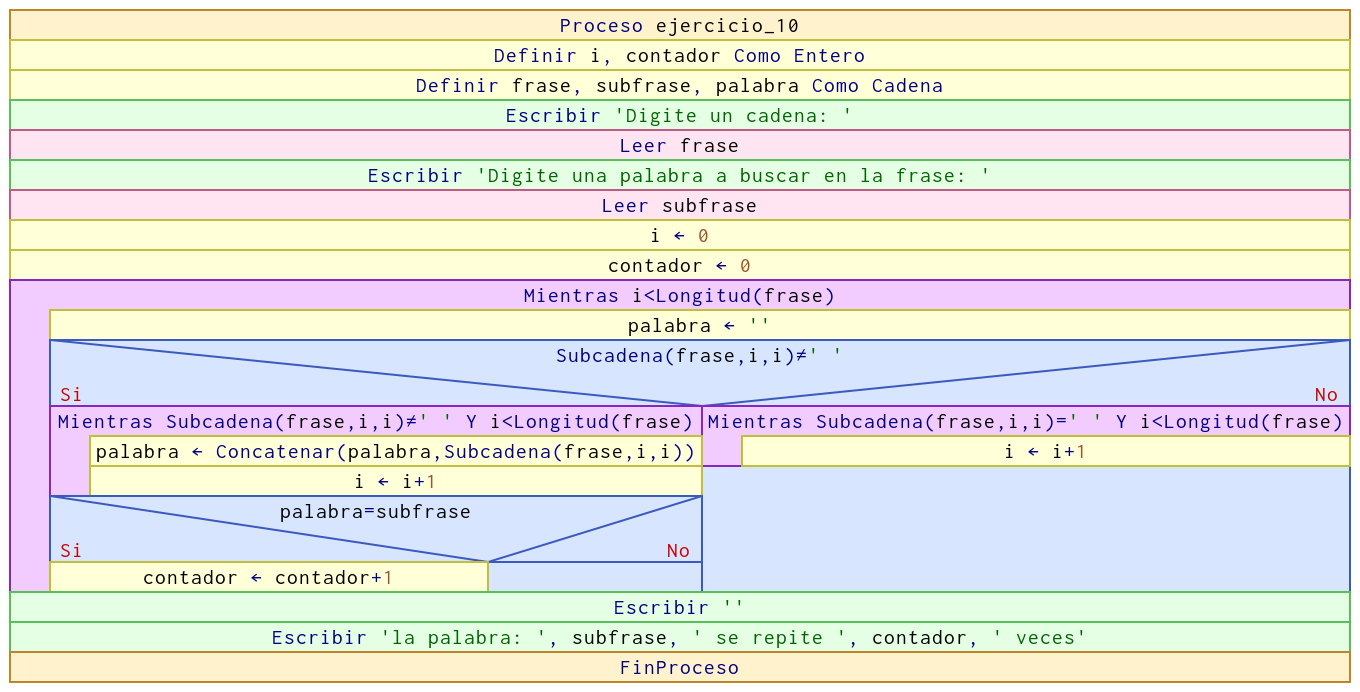 Proceso ejercicio_10
Definir i, contador Como Entero
Definir frase, subfrase, palabra Como Cadena
Escribir 'Digite un cadena: '
Leer frase
Escribir 'Digite una palabra a buscar en la frase: '
Leer subfrase
i ← 0
contador ← 0
Mientras i<Longitud(frase)
palabra ← ''
Subcadena(frase,i,i)≠' '
Si
No
Mientras Subcadena(frase,i,i)≠' ' Y i<Longitud(frase)
Mientras Subcadena(frase,i,i)=' ' Y i<Longitud(frase)
palabra ← Concatenar(palabra,Subcadena(frase,i,i))
i ← i+1
i ← i+1
palabra=subfrase
Si
No
contador ← contador+1
Escribir ''
Escribir 'la palabra: ', subfrase, ' se repite ', contador, ' veces'
FinProceso